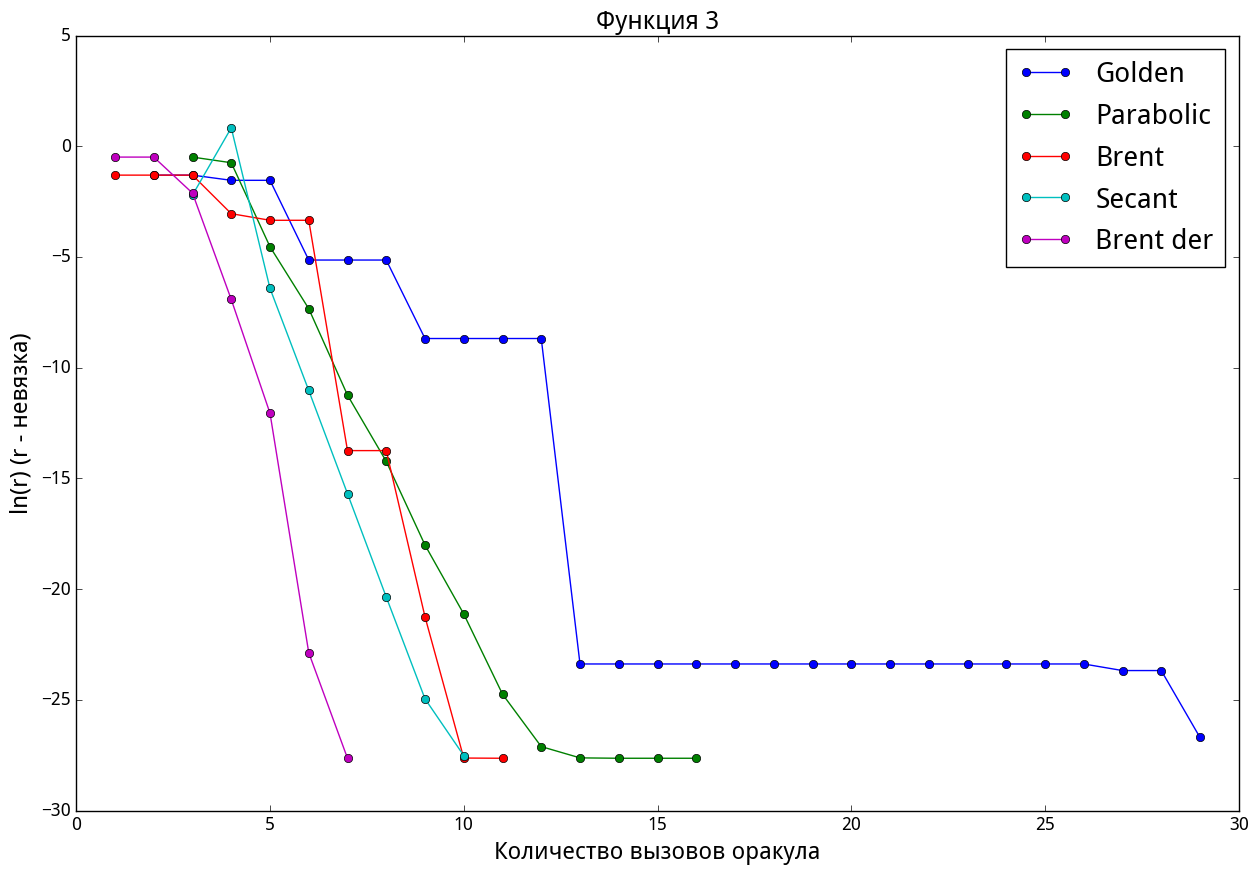 Функция 3
5
0
−5
−10
−15
−20
−25
−30
0
5
10
15
20
25
30
ln(r) (r - невязка)
Количество вызовов оракула
Golden
Parabolic
Brent
Secant
Brent der